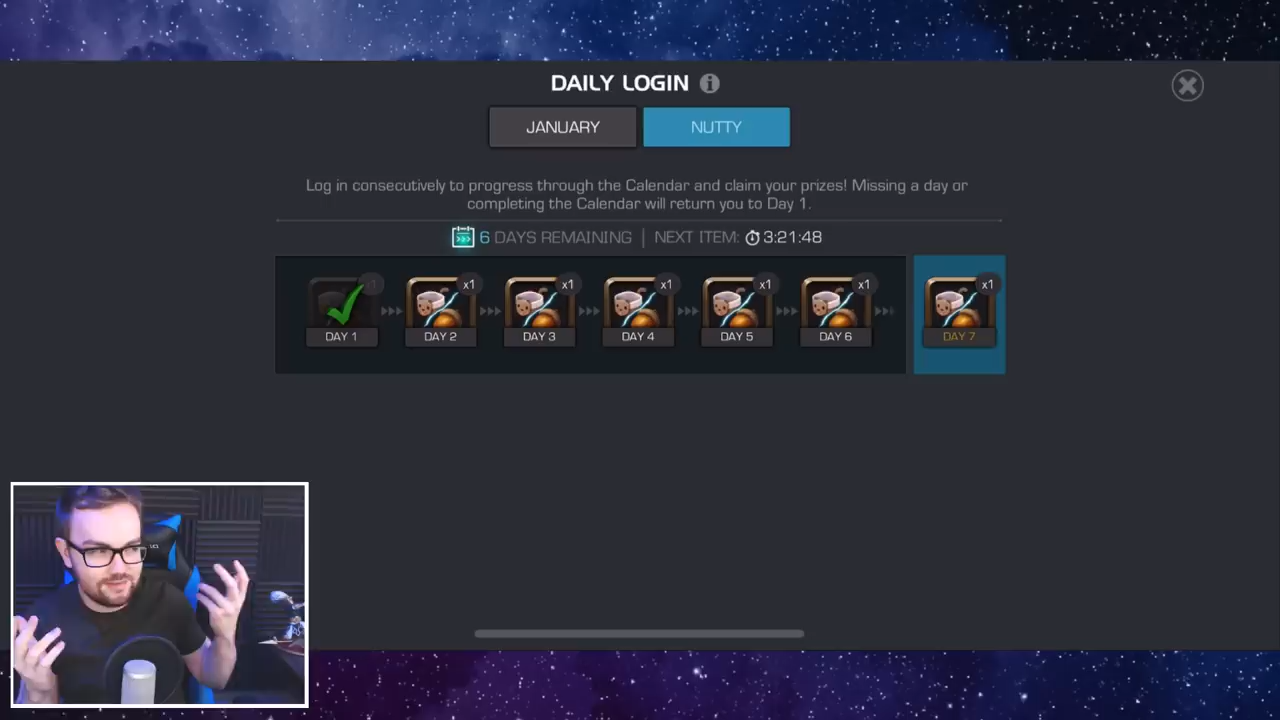 DAILY LOGIN
JANUARY
NUTTY
Log in consecutively to progress through the Calendar and claim your prizes! Missing a day or
completing the Calendar will return you to Day 1.
6 DAYS REMAINING | NEXT ITEM: 3:21:48
x1 x1 x1 x1 x1 x1 x1
DAY 1 DAY 2 DAY 3 DAY 4 DAY 5 DAY 6 DAY 7